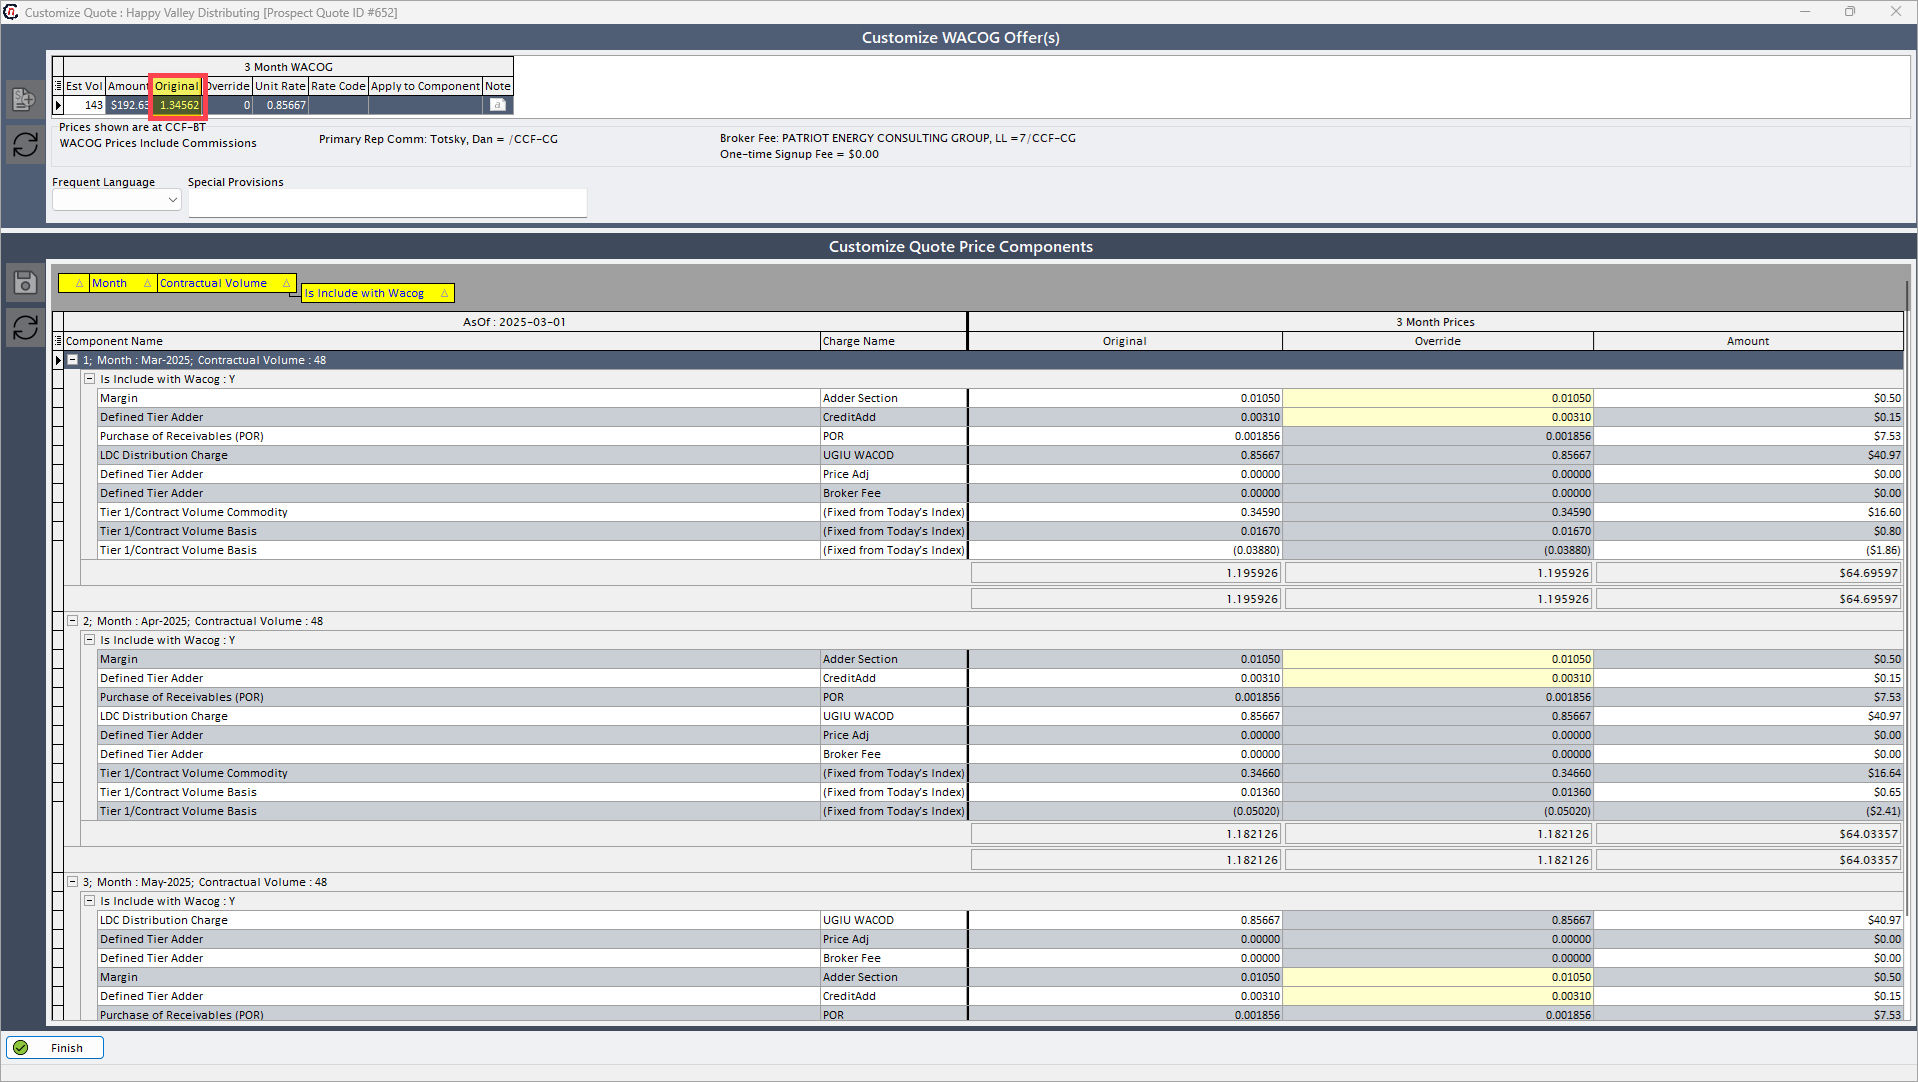 Customize Quote : Happy Valley Distributing [Prospect Quote ID #652]
Customize WACOG Offer(s)
3 Month WACOG
Est Vol Amount Original Override Unit Rate Rate Code Apply to Component Note
143 $192.63 1.34562 0 0.85667 a
Prices shown are at CCF-BT
WACOG Prices Include Commissions
Primary Rep Comm: Totsky, Dan = /CCF-CG
Broker Fee: PATRIOT ENERGY CONSULTING GROUP, LL =7/CCF-CG
One-time Signup Fee = $0.00
Frequent Language Special Provisions
Customize Quote Price Components
Month Contractual Volume
Is Include with Wacog
AsOf : 2025-03-01 3 Month Prices
Component Name Charge Name Original Override Amount
1; Month : Mar-2025; Contractual Volume : 48
Is Include with Wacog : Y
Margin Adder Section 0.01050 0.01050 $0.50
Defined Tier Adder CreditAdd 0.00310 0.00310 $0.15
Purchase of Receivables (POR) POR 0.001856 0.001856 $7.53
LDC Distribution Charge UGIU WACOD 0.85667 0.85667 $40.97
Defined Tier Adder Price Adj 0.00000 0.00000 $0.00
Defined Tier Adder Broker Fee 0.00000 0.00000 $0.00
Tier 1/Contract Volume Commodity (Fixed from Today's Index) 0.34590 0.34590 $16.60
Tier 1/Contract Volume Basis (Fixed from Today's Index) 0.01670 0.01670 $0.80
Tier 1/Contract Volume Basis (Fixed from Today's Index) (0.03880) (0.03880) ($1.86)
1.195926 1.195926 $64.69597
1.195926 1.195926 $64.69597
2; Month : Apr-2025; Contractual Volume : 48
Is Include with Wacog : Y
Margin Adder Section 0.01050 0.01050 $0.50
Defined Tier Adder CreditAdd 0.00310 0.00310 $0.15
Purchase of Receivables (POR) POR 0.001856 0.001856 $7.53
LDC Distribution Charge UGIU WACOD 0.85667 0.85667 $40.97
Defined Tier Adder Price Adj 0.00000 0.00000 $0.00
Defined Tier Adder Broker Fee 0.00000 0.00000 $0.00
Tier 1/Contract Volume Commodity (Fixed from Today's Index) 0.34660 0.34660 $16.64
Tier 1/Contract Volume Basis (Fixed from Today's Index) 0.01360 0.01360 $0.65
Tier 1/Contract Volume Basis (Fixed from Today's Index) (0.05020) (0.05020) ($2.41)
1.182126 1.182126 $64.03357
1.182126 1.182126 $64.03357
3; Month : May-2025; Contractual Volume : 48
Is Include with Wacog : Y
LDC Distribution Charge UGIU WACOD 0.85667 0.85667 $40.97
Defined Tier Adder Price Adj 0.00000 0.00000 $0.00
Defined Tier Adder Broker Fee 0.00000 0.00000 $0.00
Margin Adder Section 0.01050 0.01050 $0.50
Defined Tier Adder CreditAdd 0.00310 0.00310 $0.15
Purchase of Receivables (POR) POR 0.001856 0.001856 $7.53
Finish